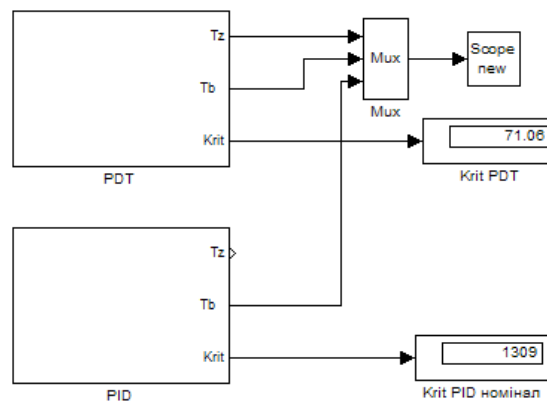 Tz
Tb
Krit
PDT
Mux
Mux
Scope
new
71.06
Krit PDT
Tz
Tb
Krit
PID
1309
Krit PID номінал